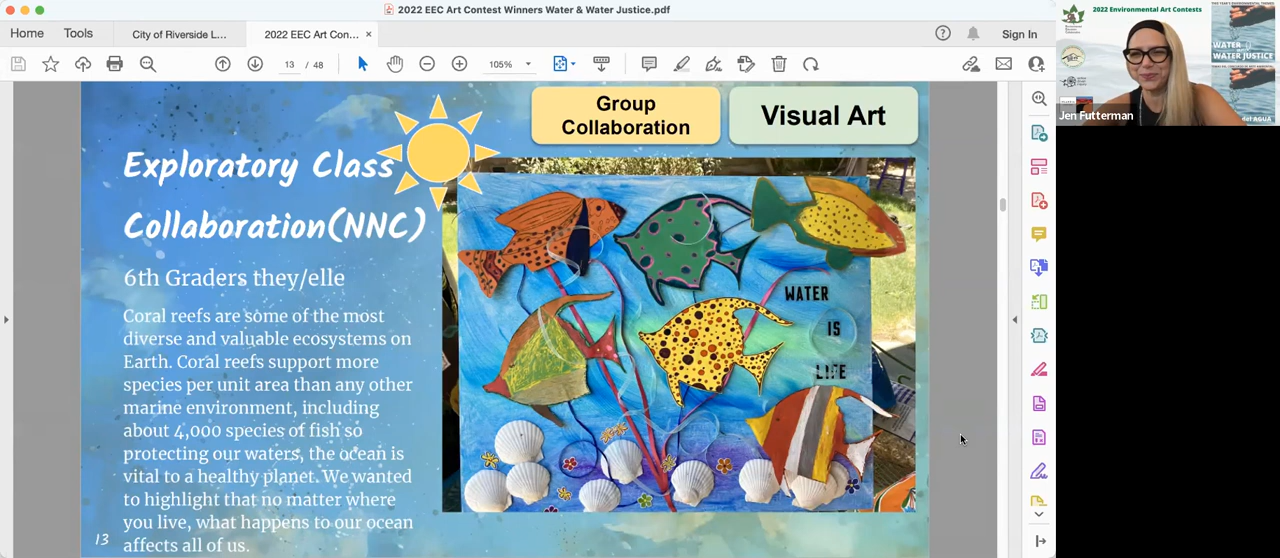 2022 EEC Art Contest Winners Water & Water Justice.pdf
Home
Tools
City of Riverside L...
2022 EEC Art Con...
×
Sign In
13 / 48
105%
Group
Collaboration
Visual Art
Exploratory Class
Collaboration(NNC)
6th Graders they/elle
Coral reefs are some of the most
diverse and valuable ecosystems on
Earth. Coral reefs support more
species per unit area than any other
marine environment, including
about 4,000 species of fish so
protecting our waters, the ocean is
vital to a healthy planet. We wanted
to highlight that no matter where
you live, what happens to our ocean
affects all of us.
13
WATER
IS
LIFE
2022 Environmental Art Contests
WATER
WATER JUSTICE
del AGUA
Jen Futterman